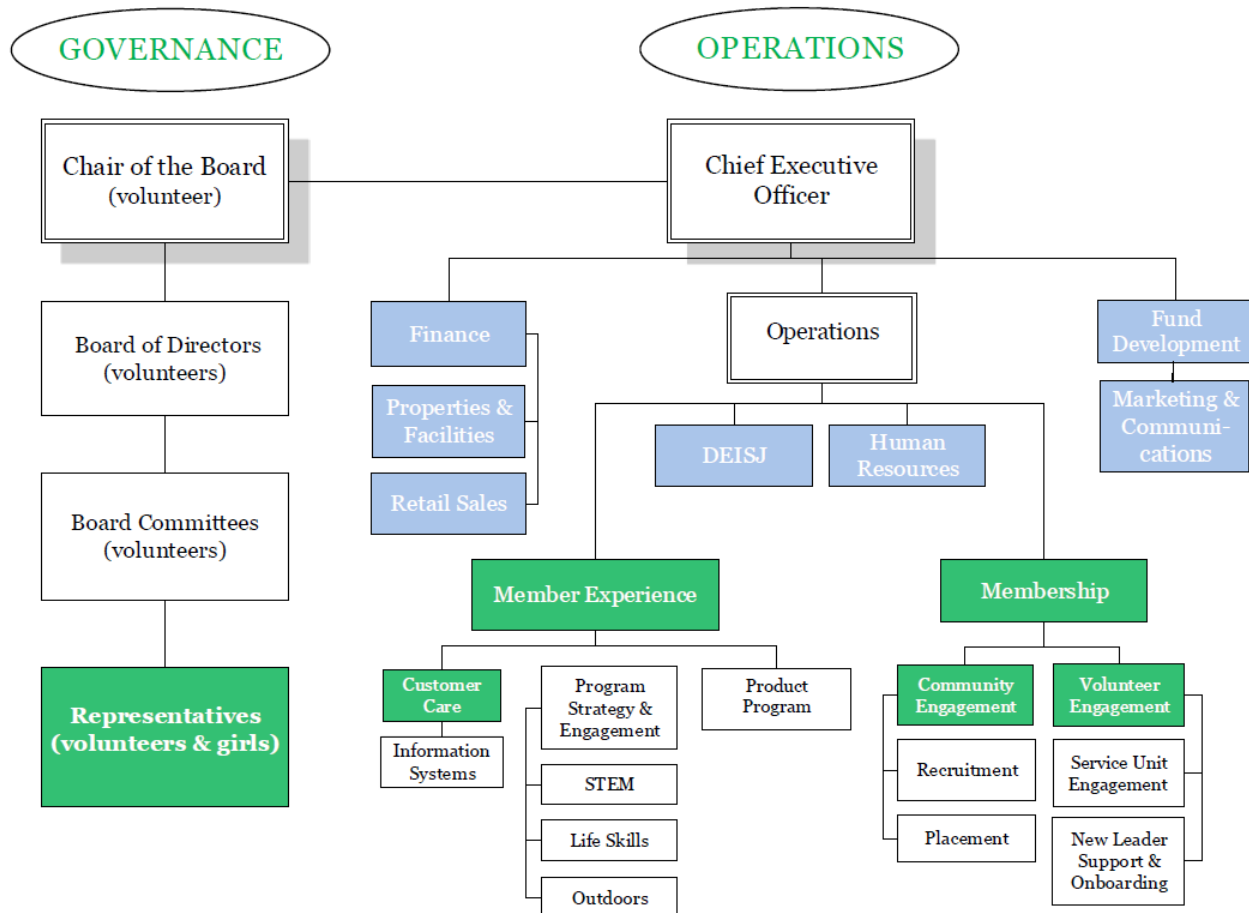 GOVERNANCE
OPERATIONS
Chair of the Board
(volunteer)
Chief Executive
Officer
Board of Directors
(volunteers)
Finance
Operations
Fund
Development
Properties &
Facilities
DEISJ
Human
Resources
Marketing &
Communi-
cations
Retail Sales
Board Committees
(volunteers)
Member Experience
Membership
Representatives
(volunteers & girls)
Customer
Care
Program
Strategy &
Engagement
Product
Program
Community
Engagement
Volunteer
Engagement
Information
Systems
STEM
Life Skills
Outdoors
Recruitment
Placement
Service Unit
Engagement
New Leader
Support &
Onboarding